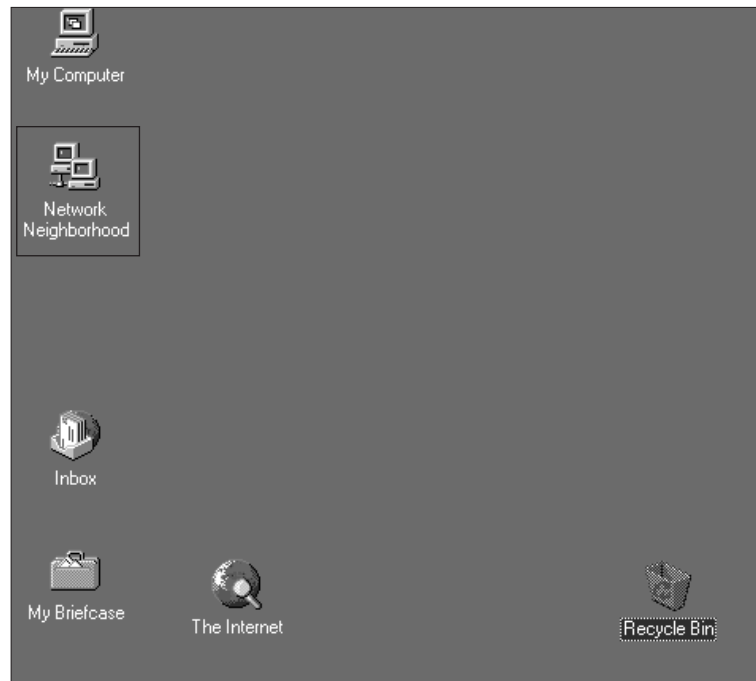 My Computer
Network
Neighborhood
Inbox
My Briefcase
The Internet
Recycle Bin